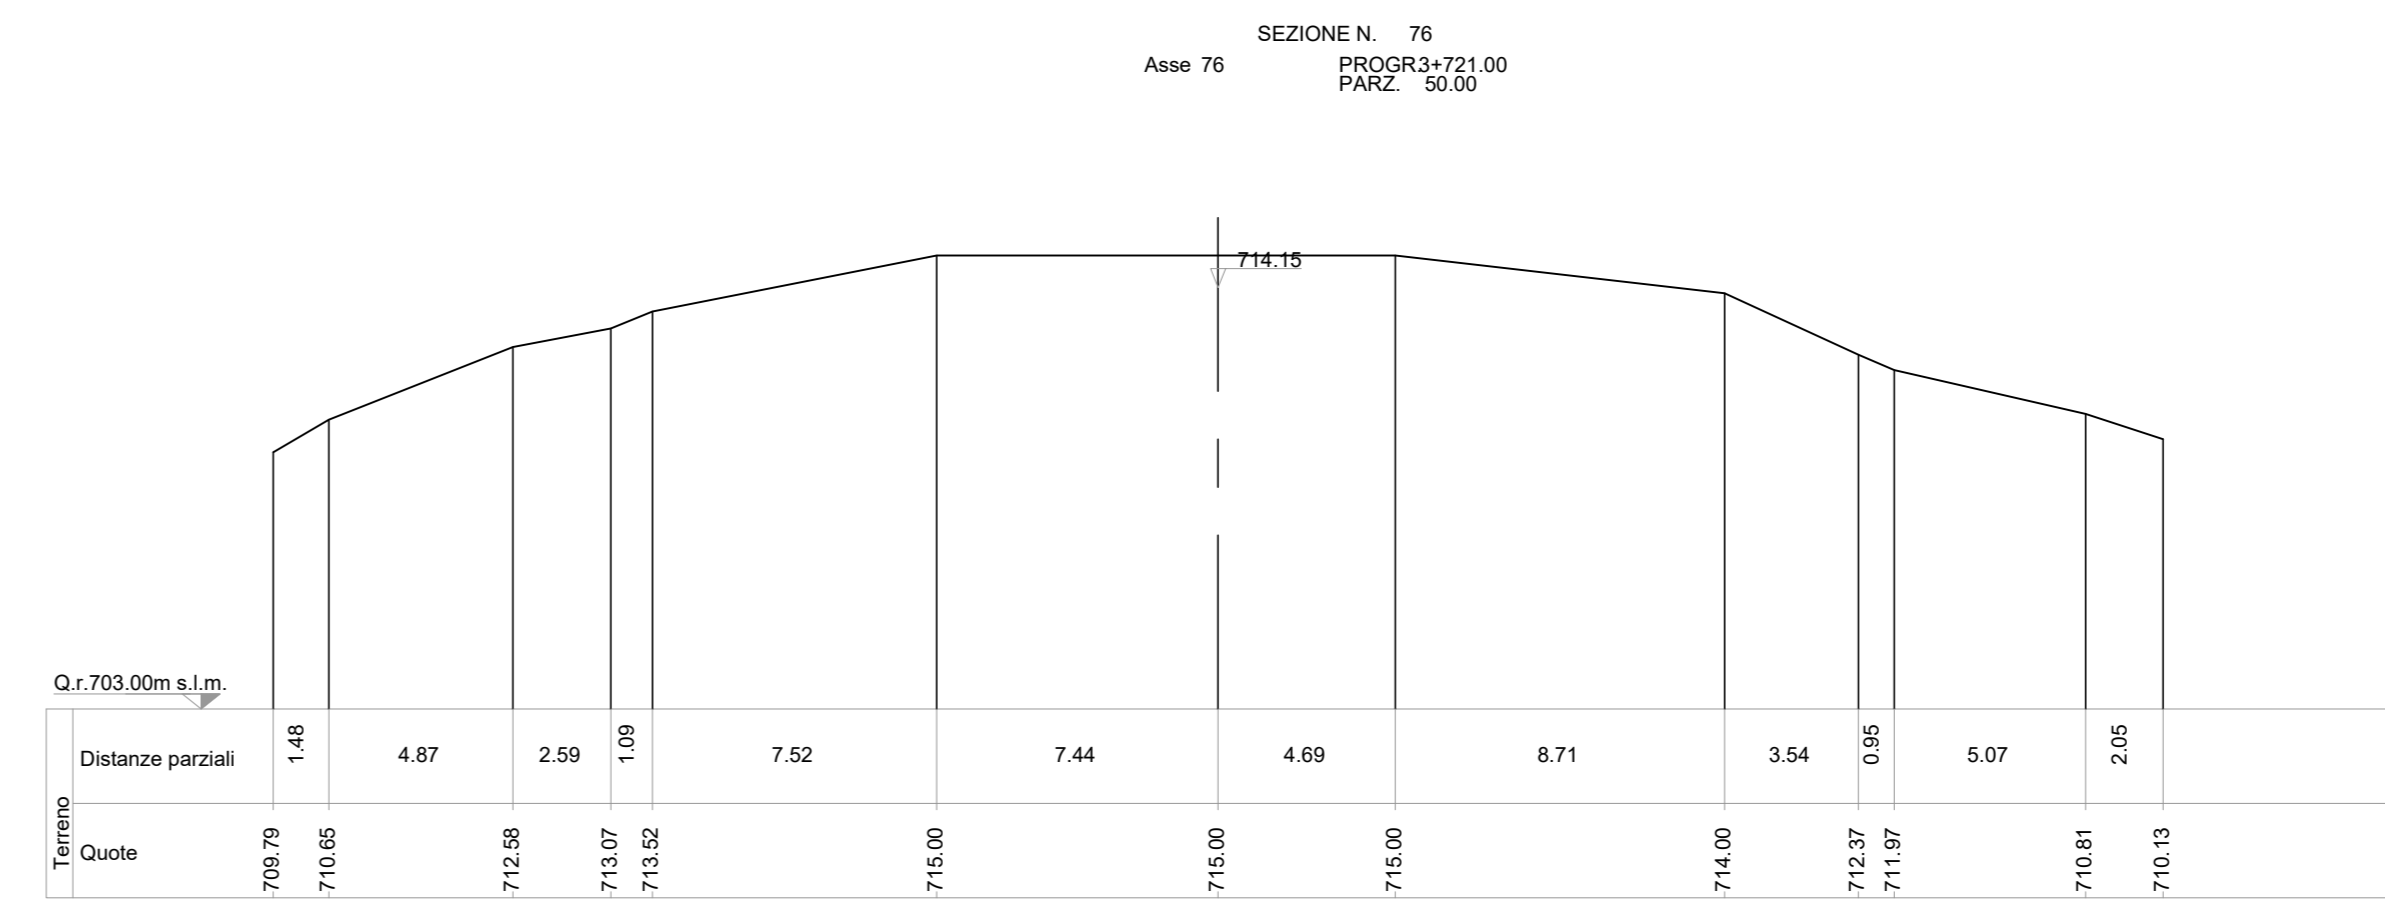 SEZIONE N. 76
Asse 76 PROGR.3+721.00
PARZ. 50.00
714.15
Q.r.703.00m s.l.m.
Terreno
Distanze parziali 1.48 4.87 2.59 1.09 7.52 7.44 4.69 8.71 3.54 0.95 5.07 2.05
Quote 709.79 710.65 712.58 713.07 713.52 715.00 715.00 715.00 714.00 712.37 711.97 710.81 710.13